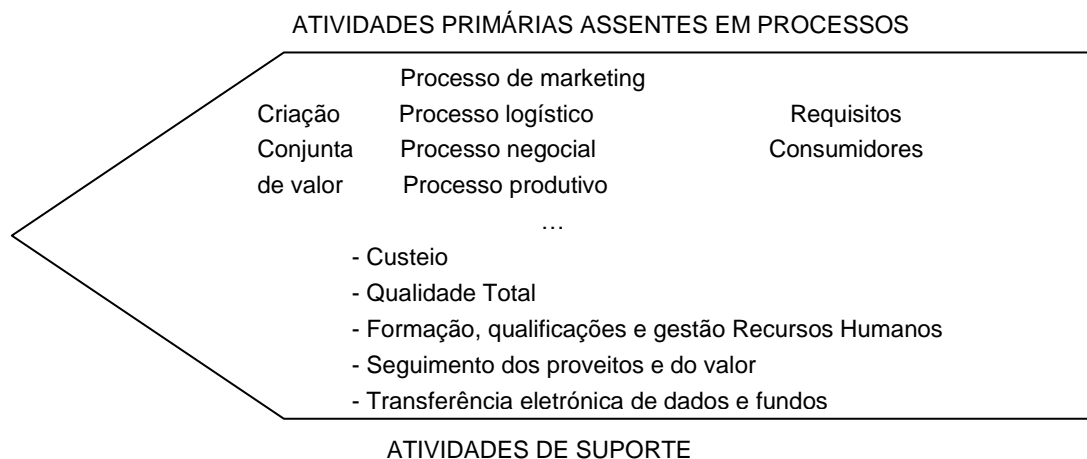 ATIVIDADES PRIMÁRIAS ASSENTES EM PROCESSOS
Processo de marketing
Criação Processo logístico Requisitos
Conjunta Processo negocial Consumidores
de valor Processo produtivo
…
- Custeio
- Qualidade Total
- Formação, qualificações e gestão Recursos Humanos
- Seguimento dos proveitos e do valor
- Transferência eletrónica de dados e fundos
ATIVIDADES DE SUPORTE